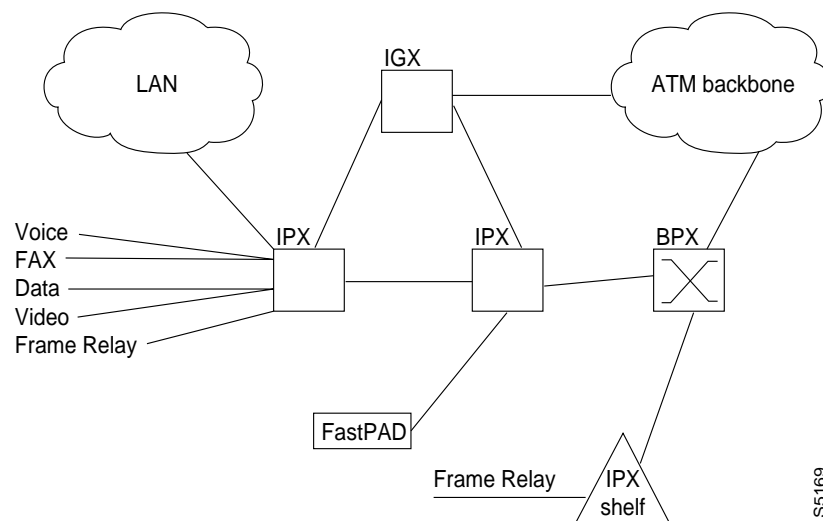 IGX
LAN
ATM backbone
IPX
IPX
BPX
Voice
FAX
Data
Video
Frame Relay
FastPAD
Frame Relay
IPX
shelf
S5169